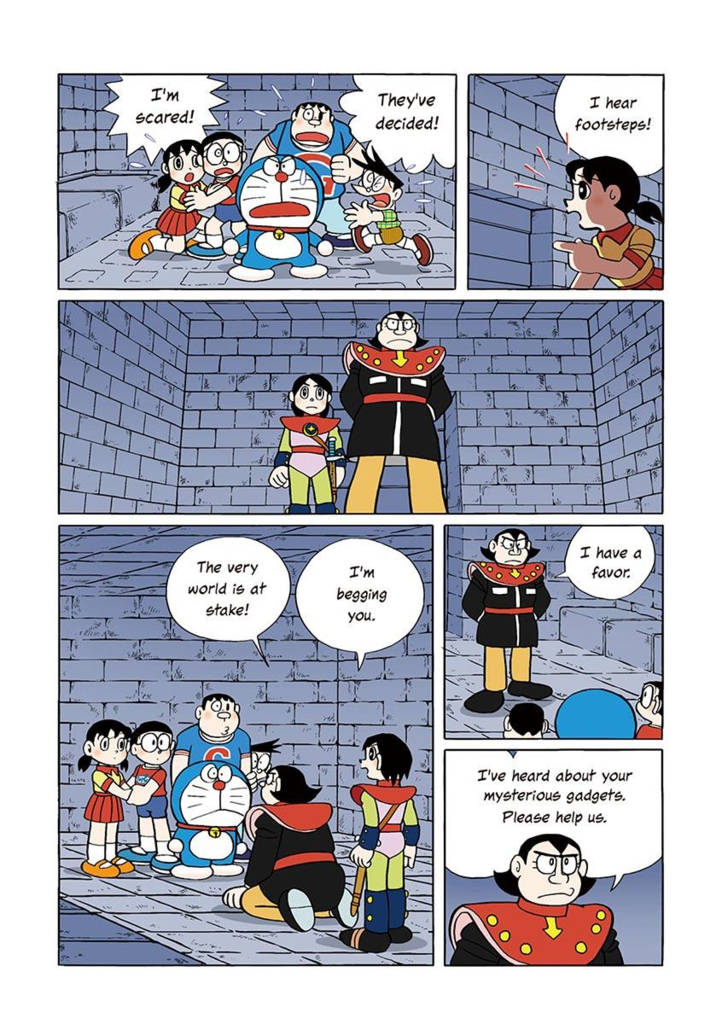 I hear
footsteps!
They've
decided!
I'm
scared!
I have a
favor.
I've heard about your
mysterious gadgets.
Please help us.
I'm
begging
you.
The very
world is at
stake!